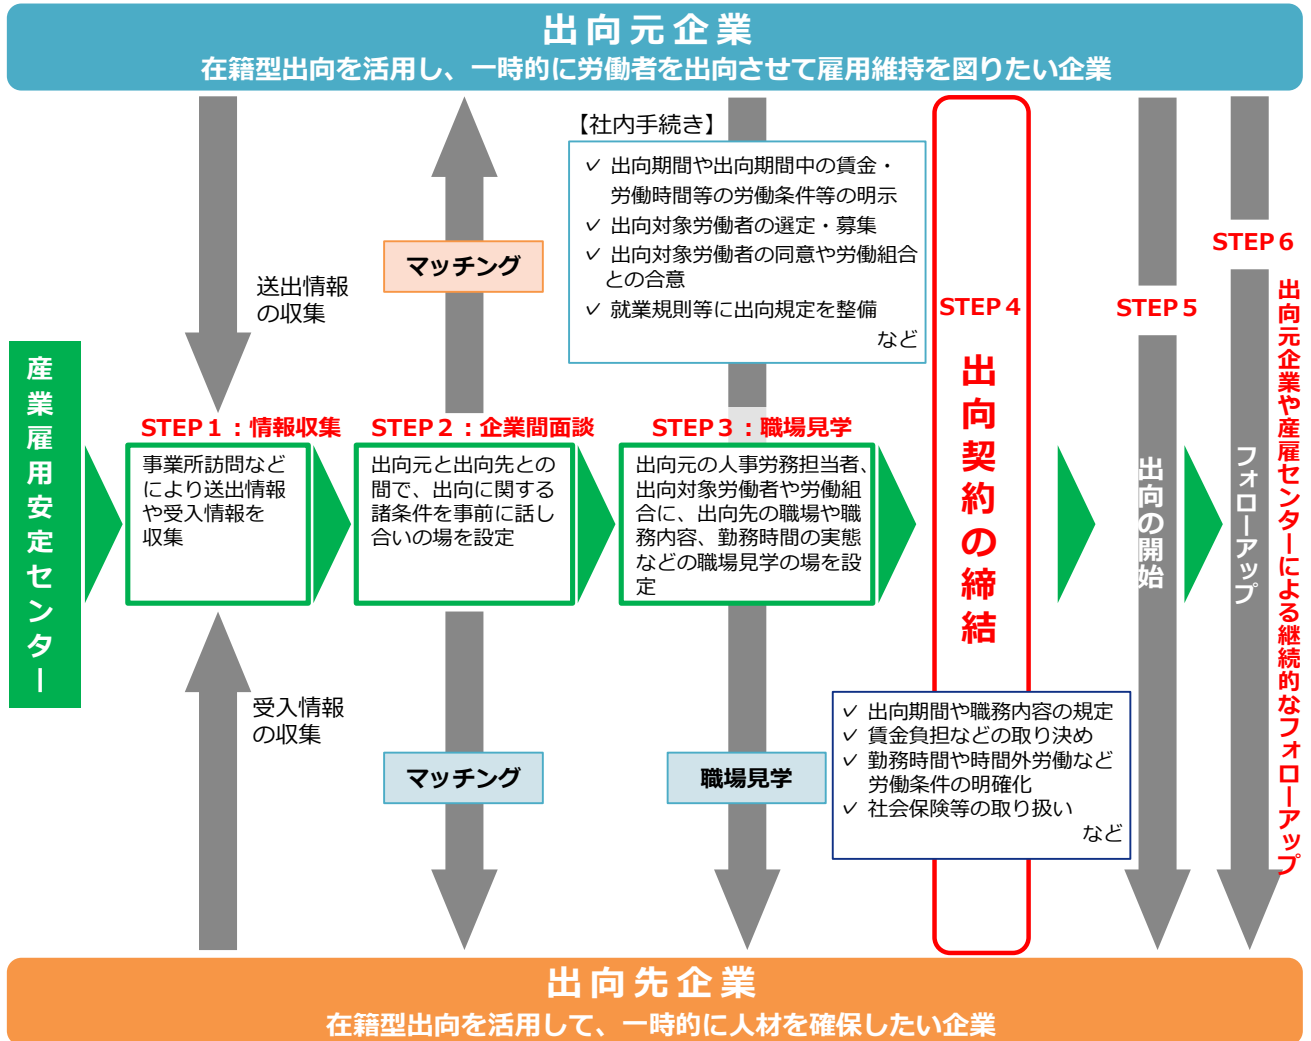 出向元企業
在籍型出向を活用し、一時的に労働者を出向させて雇用維持を図りたい企業
【社内手続き】
✓ 出向期間や出向期間中の賃金・
労働時間等の労働条件等の明示
✓ 出向対象労働者の選定・募集
✓ 出向対象労働者の同意や労働組合
との合意
✓ 就業規則等に出向規定を整備
など
マッチング
送出情報
の収集
産業雇用安定センター
STEP１：情報収集
事業所訪問など
により送出情報
や受入情報を
収集
STEP２：企業間面談
出向元と出向先との
間で、出向に関する
諸条件を事前に話し
合いの場を設定
STEP３：職場見学
出向元の人事労務担当者、
出向対象労働者や労働組
合に、出向先の職場や職
務内容、勤務時間の実態
などの職場見学の場を設
定
STEP４
出向契約の締結
STEP５
出向の開始
STEP６
フォローアップ
出向元企業や産雇センターによる継続的なフォローアップ
受入情報
の収集
マッチング
職場見学
✓ 出向期間や職務内容の規定
✓ 賃金負担などの取り決め
✓ 勤務時間や時間外労働など
労働条件の明確化
✓ 社会保険等の取り扱い
など
出向先企業
在籍型出向を活用して、一時的に人材を確保したい企業